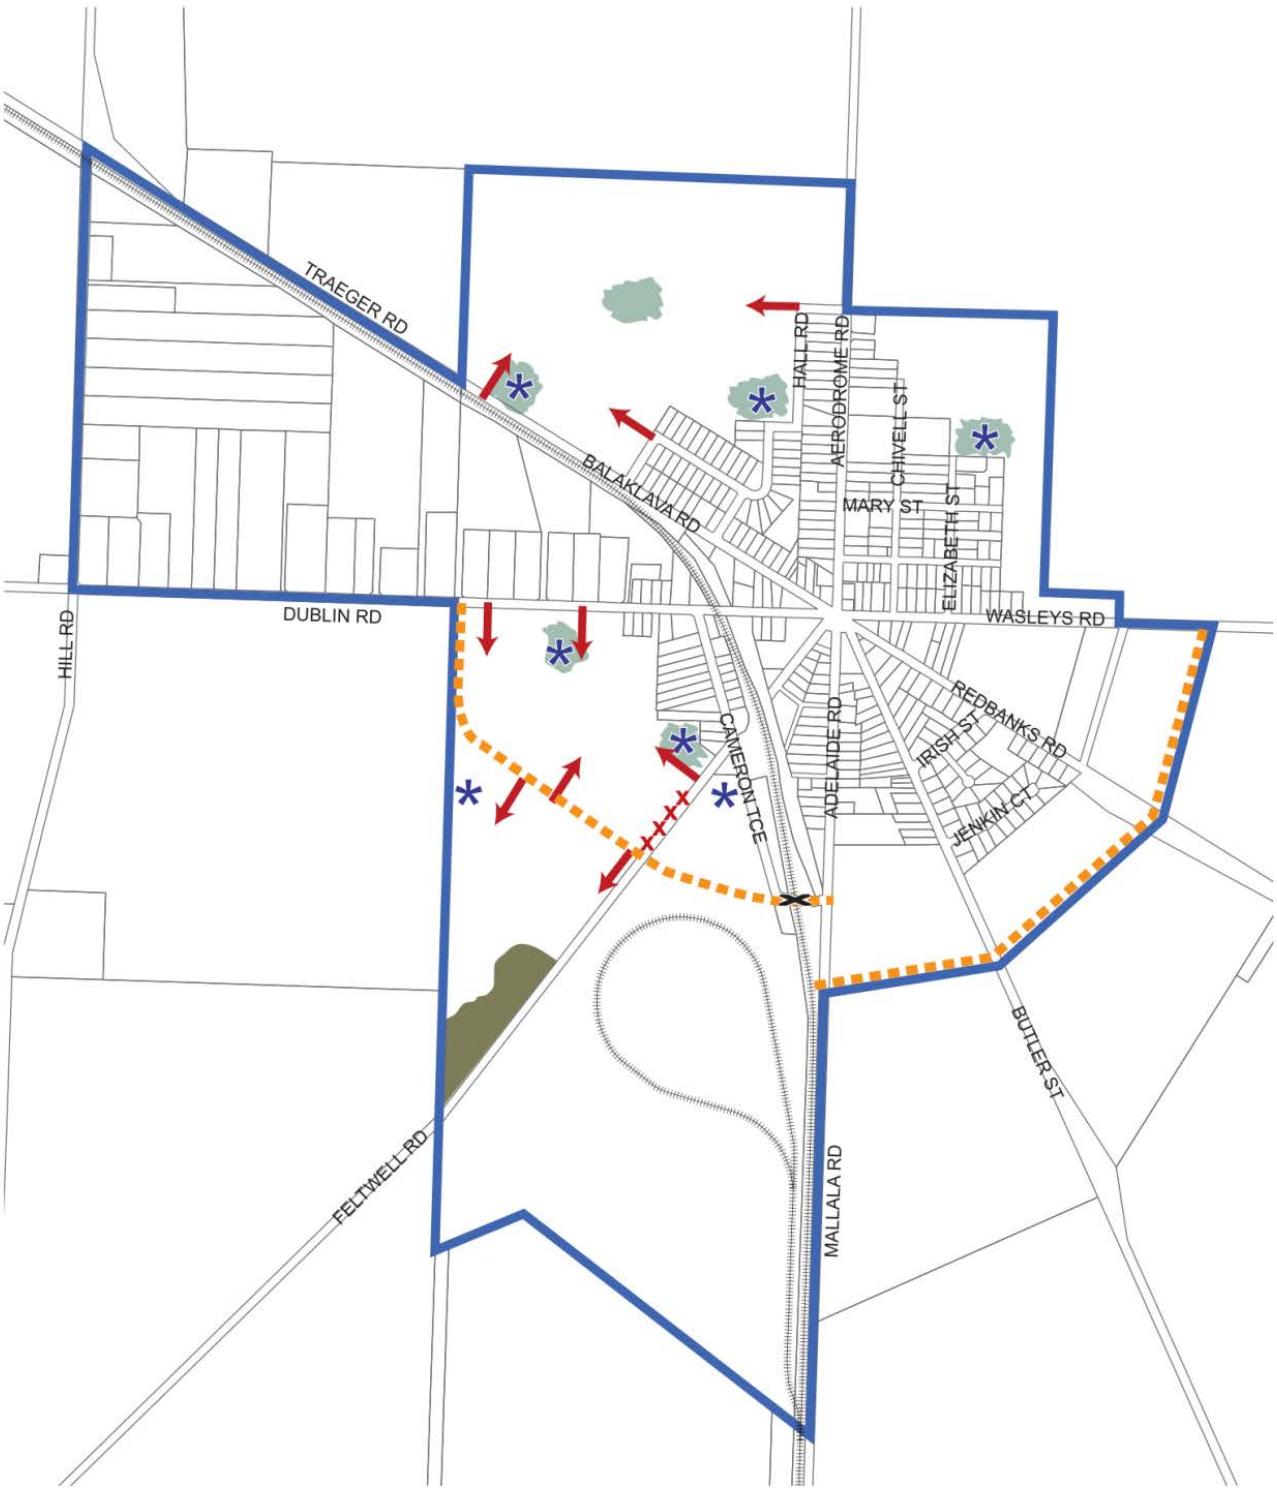 TRAEGER RD
HALL RD
AERODROME RD
CHIVELL ST
BALAKLAVA RD
MARY ST
ELIZABETH ST
DUBLIN RD
WASLEYS RD
HILL RD
REDBANKS RD
CAMERON TCE
ADELAIDE RD
IRISH ST
JENKIN CT
x
x
x
x
BUTLER ST
FELTWELL RD
MALLALA RD